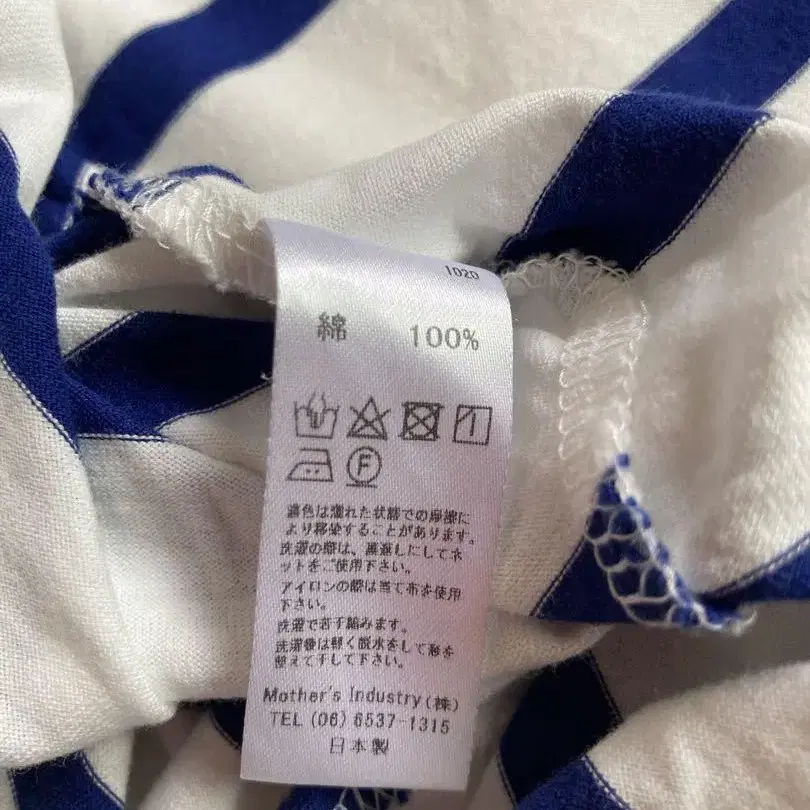 1020
綿 100%
F
濃色は濡れた状態での摩擦に
より移染することがあります。
洗濯の際は、裏返しにしてネ
ットをご使用下さい。
アイロンの際は当て布を使用
下さい。
洗濯で若干縮みます。
洗濯後は軽く脱水をして形を
整えて干して下さい。
Mother's Industry(株)
TEL (06) 6537-1315
日本製